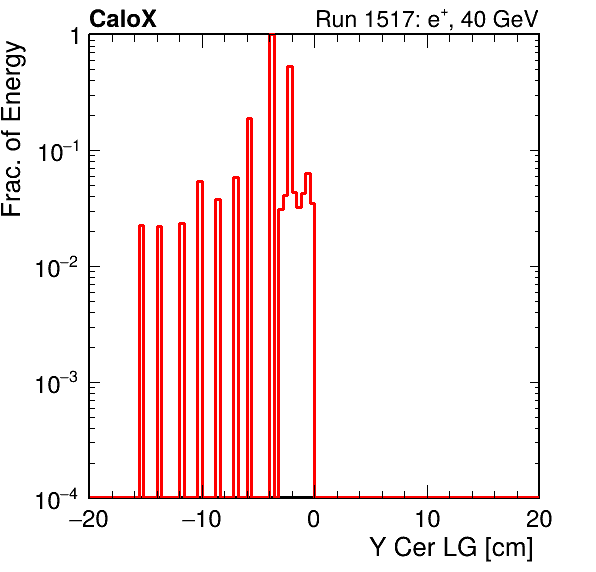 CaloX Run 1517: e⁺, 40 GeV
Frac. of Energy
1
10⁻¹
10⁻²
10⁻³
10⁻⁴
−20 −10 0 10 20
Y Cer LG [cm]